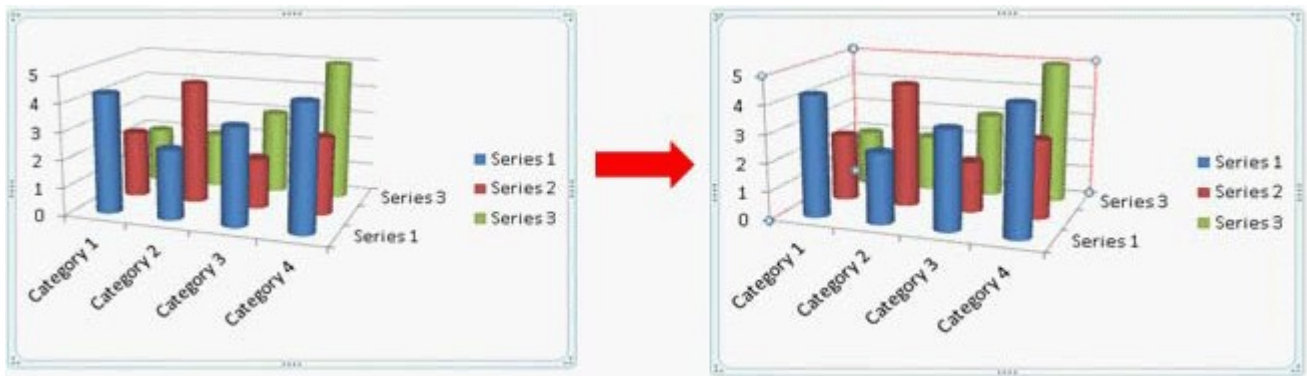 5
4
3
2
1
0
Category 1
Category 2
Category 3
Category 4
Series 3
Series 1
Series 1
Series 2
Series 3
5
4
3
2
1
0
Category 1
Category 2
Category 3
Category 4
Series 3
Series 1
Series 1
Series 2
Series 3